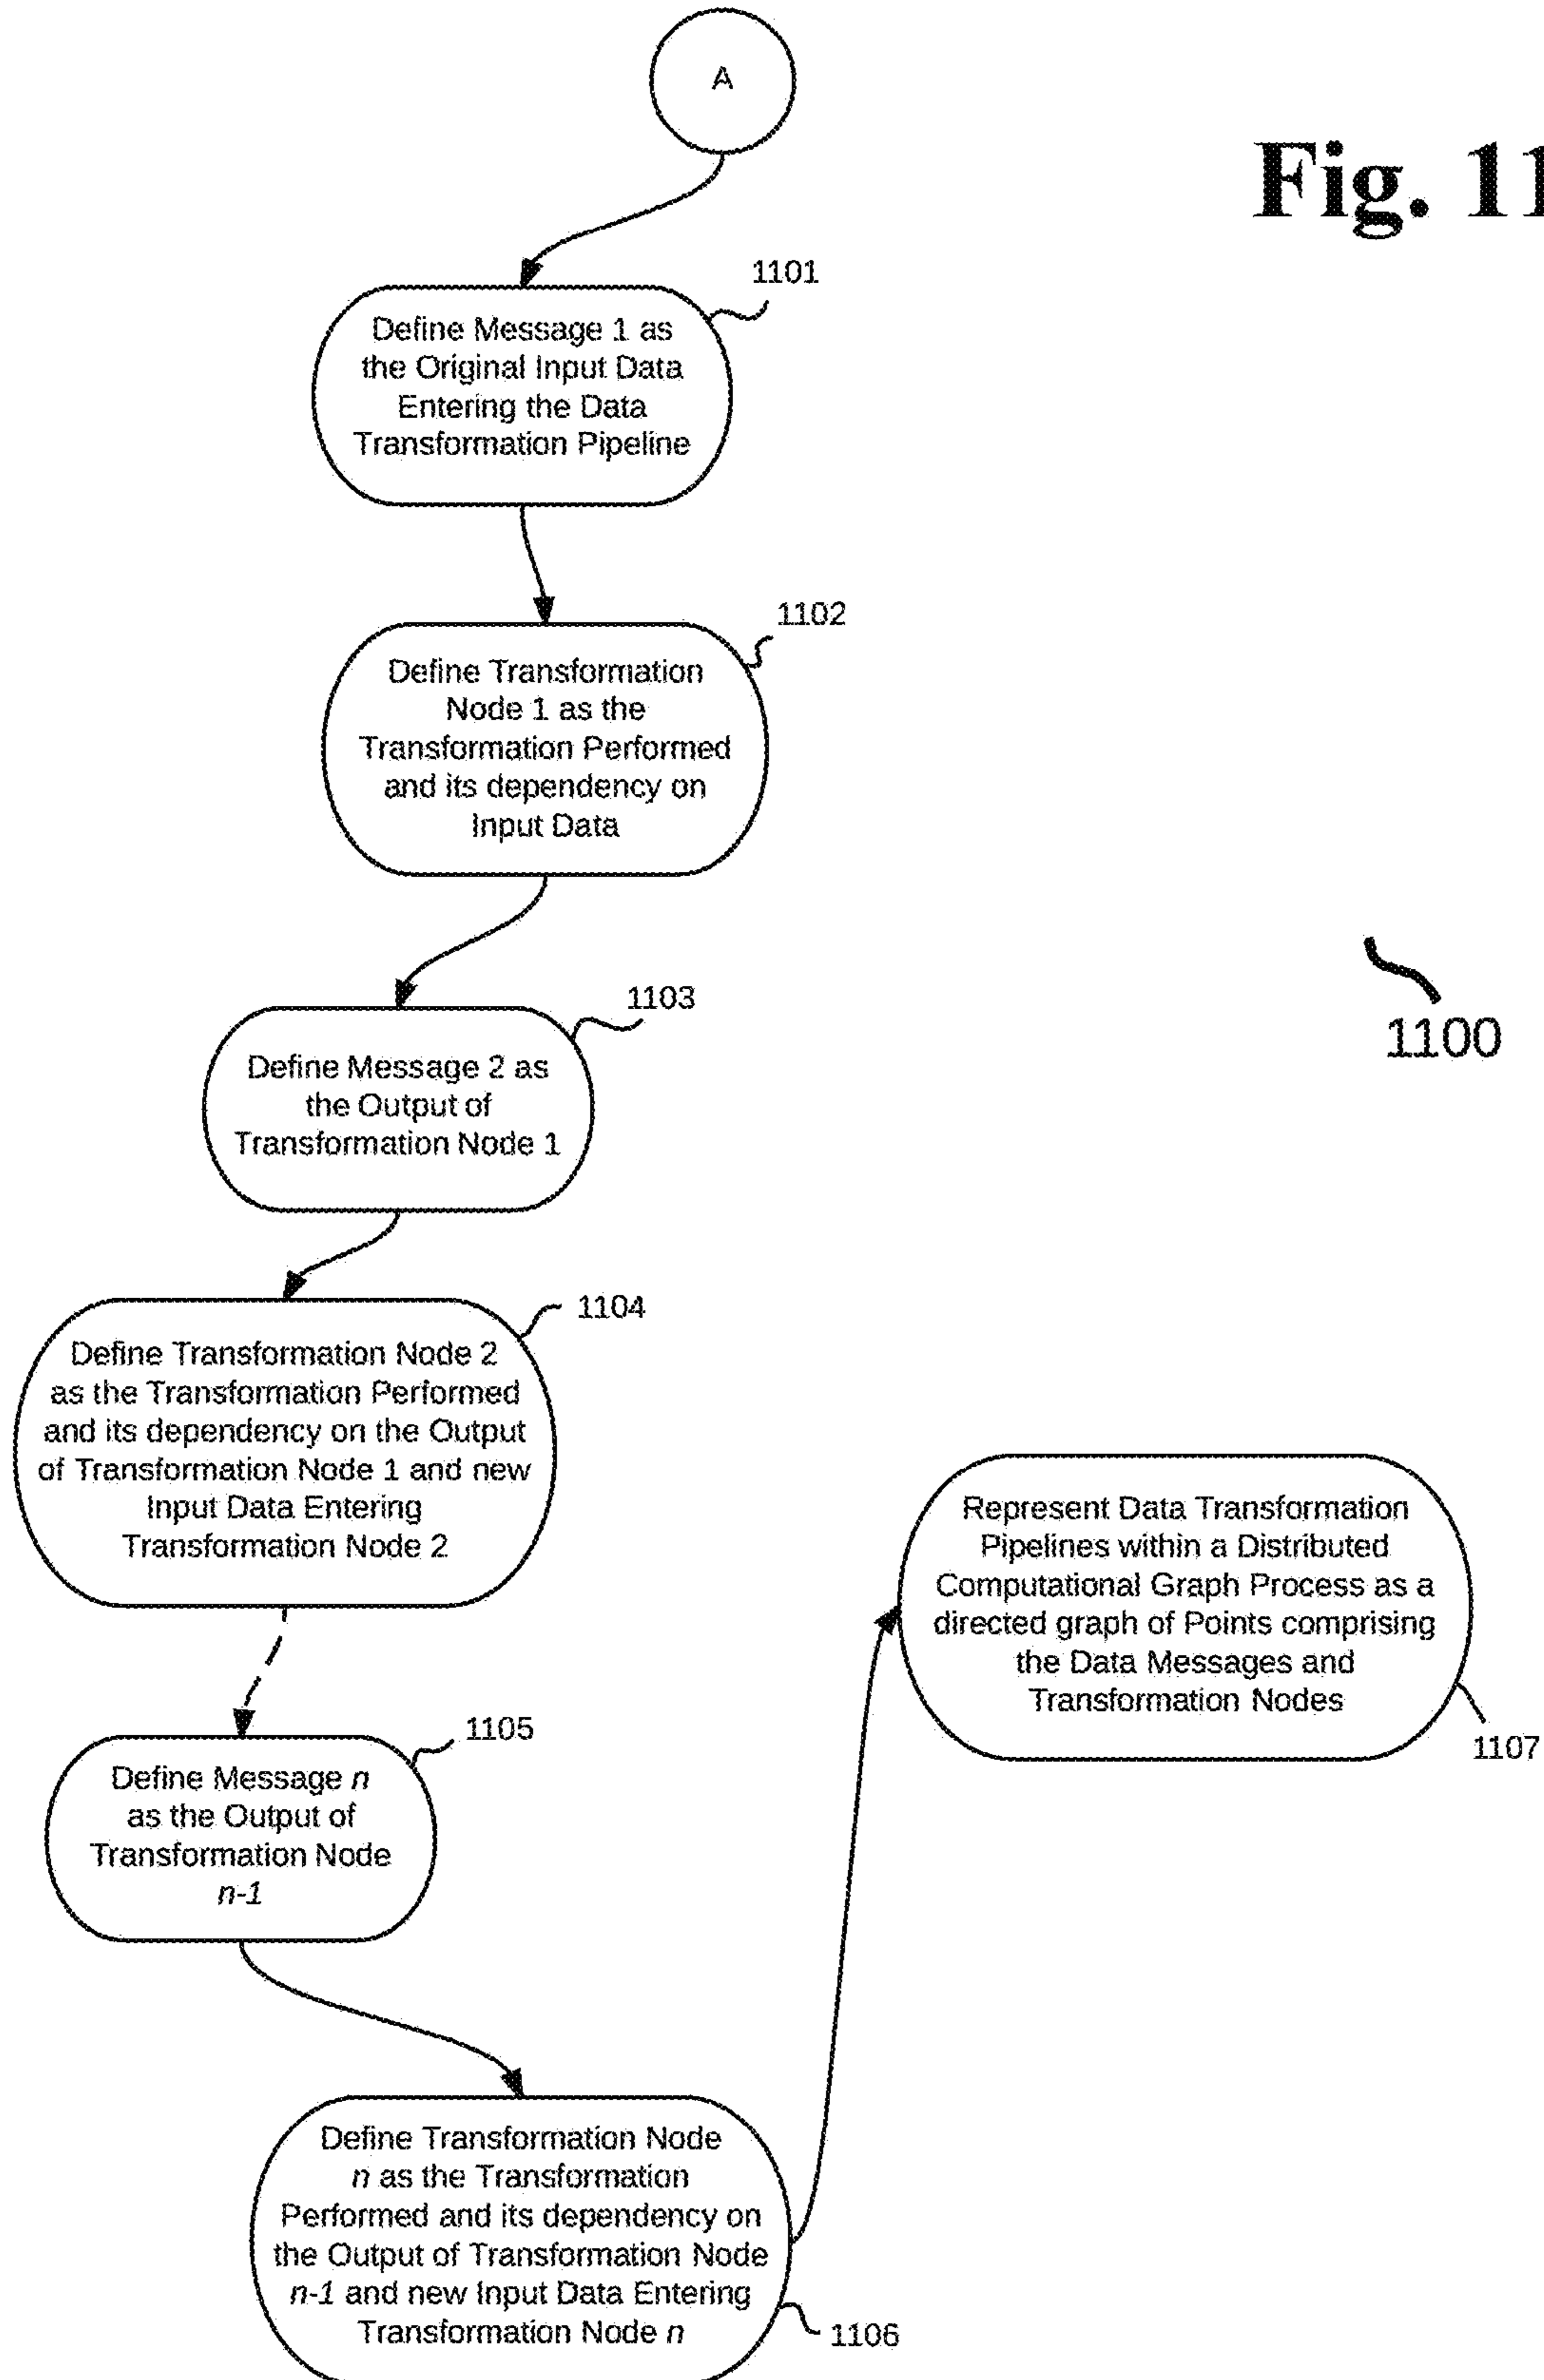 A
Fig. 11
1101
Define Message 1 as
the Original Input Data
Entering the Data
Transformation Pipeline
1102
Define Transformation
Node 1 as the
Transformation Performed
and its dependency on
Input Data
1103
Define Message 2 as
the Output of
Transformation Node 1
1100
1104
Define Transformation Node 2
as the Transformation Performed
and its dependency on the Output
of Transformation Node 1 and new
Input Data Entering
Transformation Node 2
1105
Define Message n
as the Output of
Transformation Node
n-1
Define Transformation Node
n as the Transformation
Performed and its dependency on
the Output of Transformation Node
n-1 and new Input Data Entering
Transformation Node n
1106
Represent Data Transformation
Pipelines within a Distributed
Computational Graph Process as a
directed graph of Points comprising
the Data Messages and
Transformation Nodes
1107